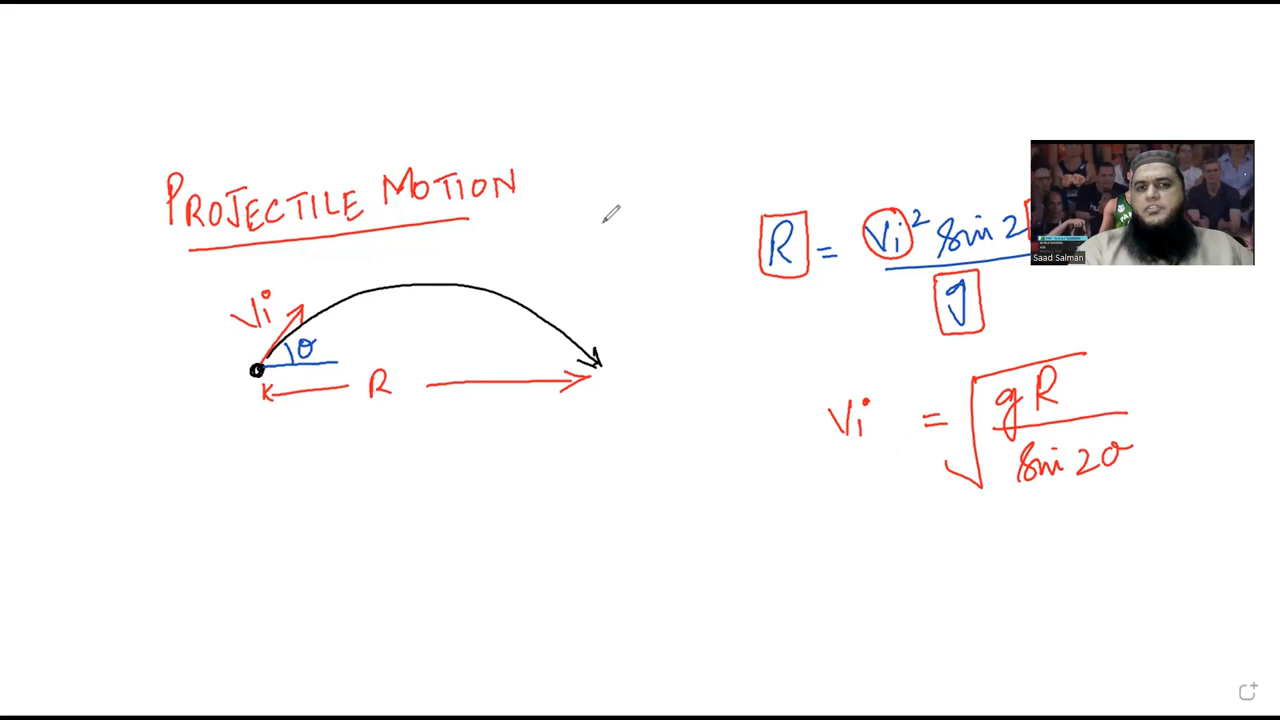 PROJECTILE MOTION
Vi
θ
R
R = Vi² sin 2
g
Vi = √ gR
sin 2θ
Saad Salman